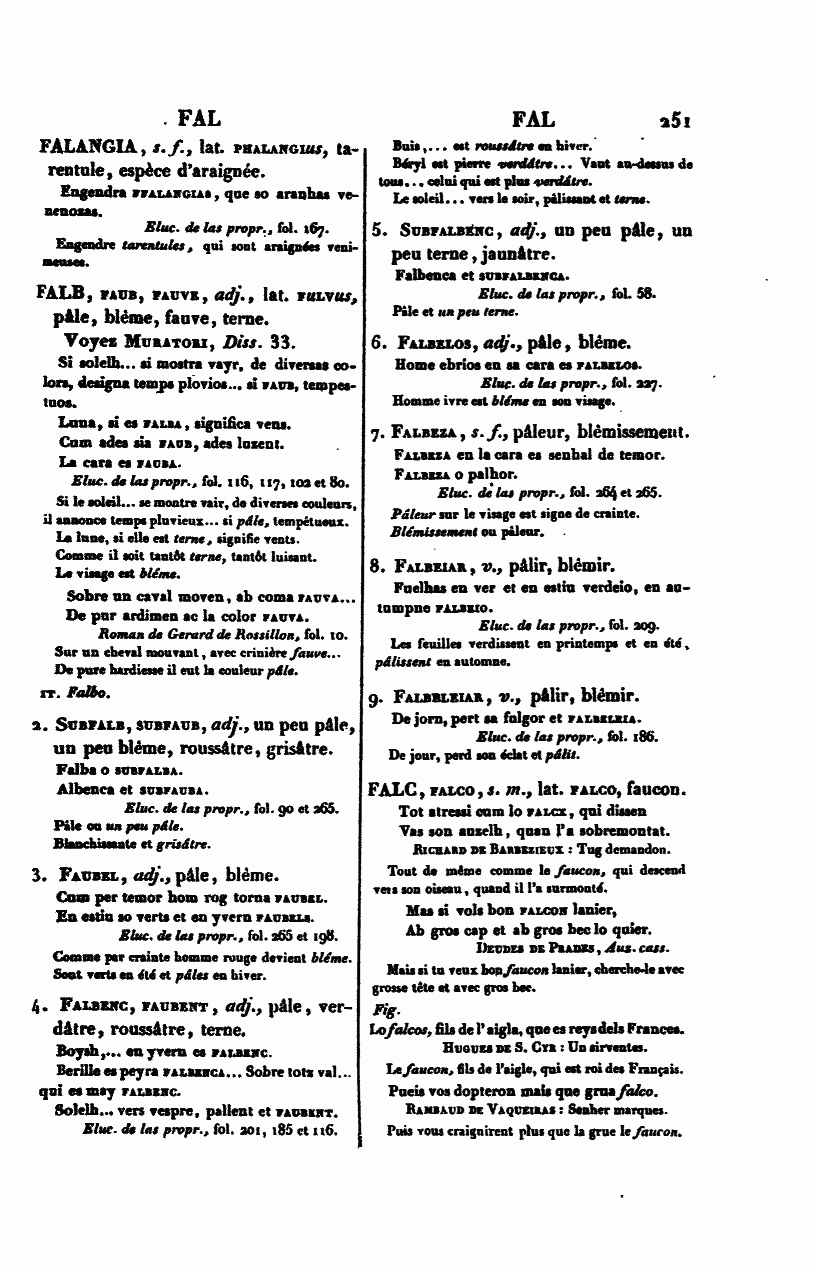 FAL
FALANGIA, s. f., lat. PHALANGIUS, ta-
rentule, espèce d'araignée.
Engendra FFALANGIAS, que so aranhas ve-
nenozas.
Eluc. de las propr., fol. 167.
Engendre tarentules, qui sont araignées veni-
meuses.
FALB, FAUB, FAUVE, adj., lat. FULVUS,
pâle, blême, fauve, terne.
Voyez MURATORI, Diss. 33.
Si solelh... si mostra vayr, de diversas co-
lors, designa temps plovios... si FAUB, tempes-
tuos.
Luna, si es FALBA, significa vens.
Cum ades sia FAUB, ades luzent.
La cara es FAUBA.
Eluc. de las propr., fol. 116, 117, 102 et 80.
Si le soleil... se montre vair, de diverses couleurs,
il annonce temps pluvieux... si pâle, tempétueux.
La lune, si elle est terne, signifie vents.
Comme il soit tantôt terne, tantôt luisant.
Le visage est blême.
Sobre un caval moven, ab coma FAUVA...
De pur ardimen ac la color FAUVA.
Roman de Gerard de Rossillon, fol. 10.
Sur un cheval mouvant, avec crinière fauve...
De pure hardiesse il eut la couleur pâle.
IT. Falbo.
2. SUBFALB, SUBFAUB, adj., un peu pâle,
un peu blême, roussâtre, grisâtre.
Falba o SUBFALBA.
Albenca et SUBFAUBA.
Eluc. de las propr., fol. 90 et 265.
Pâle ou un peu pâle.
Blanchissante et grisâtre.
3. FAUBEL, adj., pâle, blême.
Cum per temor hom rog torna FAUBEL.
En estiu so verts et en yvern FAUBELS.
Eluc. de las propr., fol. 265 et 198.
Comme par crainte homme rouge devient blême.
Sont verts en été et pâles en hiver.
4. FALBENC, FAUBENT, adj., pâle, ver-
dâtre, roussâtre, terne.
Boysh,... en yvern es FALBENC.
Berille es peyra FALBENCA... Sobre tots val...
qui es may FALBENC.
Solelh... vers vespre, pallent et FAUBENT.
Eluc. de las propr., fol. 201, 185 et 116.
FAL 251
Buis,... est roussâtre en hiver.
Béryl est pierre verdâtre... Vaut au-dessus de
tous... celui qui est plus verdâtre.
Le soleil... vers le soir, pâlissant et terne.
5. SUBFALBENC, adj., un peu pâle, un
peu terne, jaunâtre.
Falbenca et SUBFALBENCA.
Eluc. de las propr., fol. 58.
Pâle et un peu terne.
6. FALBELOS, adj., pâle, blême.
Home ebrios en sa cara es FALBELOS.
Eluc. de las propr., fol. 227.
Homme ivre est blême en son visage.
7. FALBEZA, s. f., pâleur, blêmissement.
FALBEZA en la cara es senhal de temor.
FALBEZA o palhor.
Eluc. de las propr., fol. 264 et 265.
Pâleur sur le visage est signe de crainte.
Blémissement ou pâleur.
8. FALBEIAR, v., pâlir, blêmir.
Fuelhas en ver et en estiu verdeio, en au-
tumpne FALBEIO.
Eluc. de las propr., fol. 209.
Les feuilles verdissent en printemps et en été,
pâlissent en automne.
9. FALBELEIAR, v., pâlir, blêmir.
De jorn, pert sa fulgor et FALBELEIA.
Eluc. de las propr., fol. 186.
De jour, perd son éclat et pâlit.
FALC, FALCO, s. m., lat. FALCO, faucon.
Tot atressi cum lo FALCX, qui dissen
Vas son auzelh, quan l'a sobremontat.
RICHARD DE BARBEZIEUX : Tug demandon.
Tout de même comme le faucon, qui descend
vers son oiseau, quand il l'a surmonté.
Mas si vols bon FALCON lanier,
Ab gros cap et ab gros bec lo quier.
DEUDES DE PRADES, Aus. cass.
Mais si tu veux bon faucon lanier, cherche-le avec
grosse tête et avec gros bec.
Fig.
Lo falcos, fils de l'aigla, que es reys dels Frances.
HUGUES DE S. CYR : Un sirventes.
Le faucon, fils de l'aigle, qui est roi des Français.
Pueis vos dopteron mais que grua falco.
RAMBAUD DE VAQUEIRAS : Senher marques.
Puis vous craignirent plus que la grue le faucon.